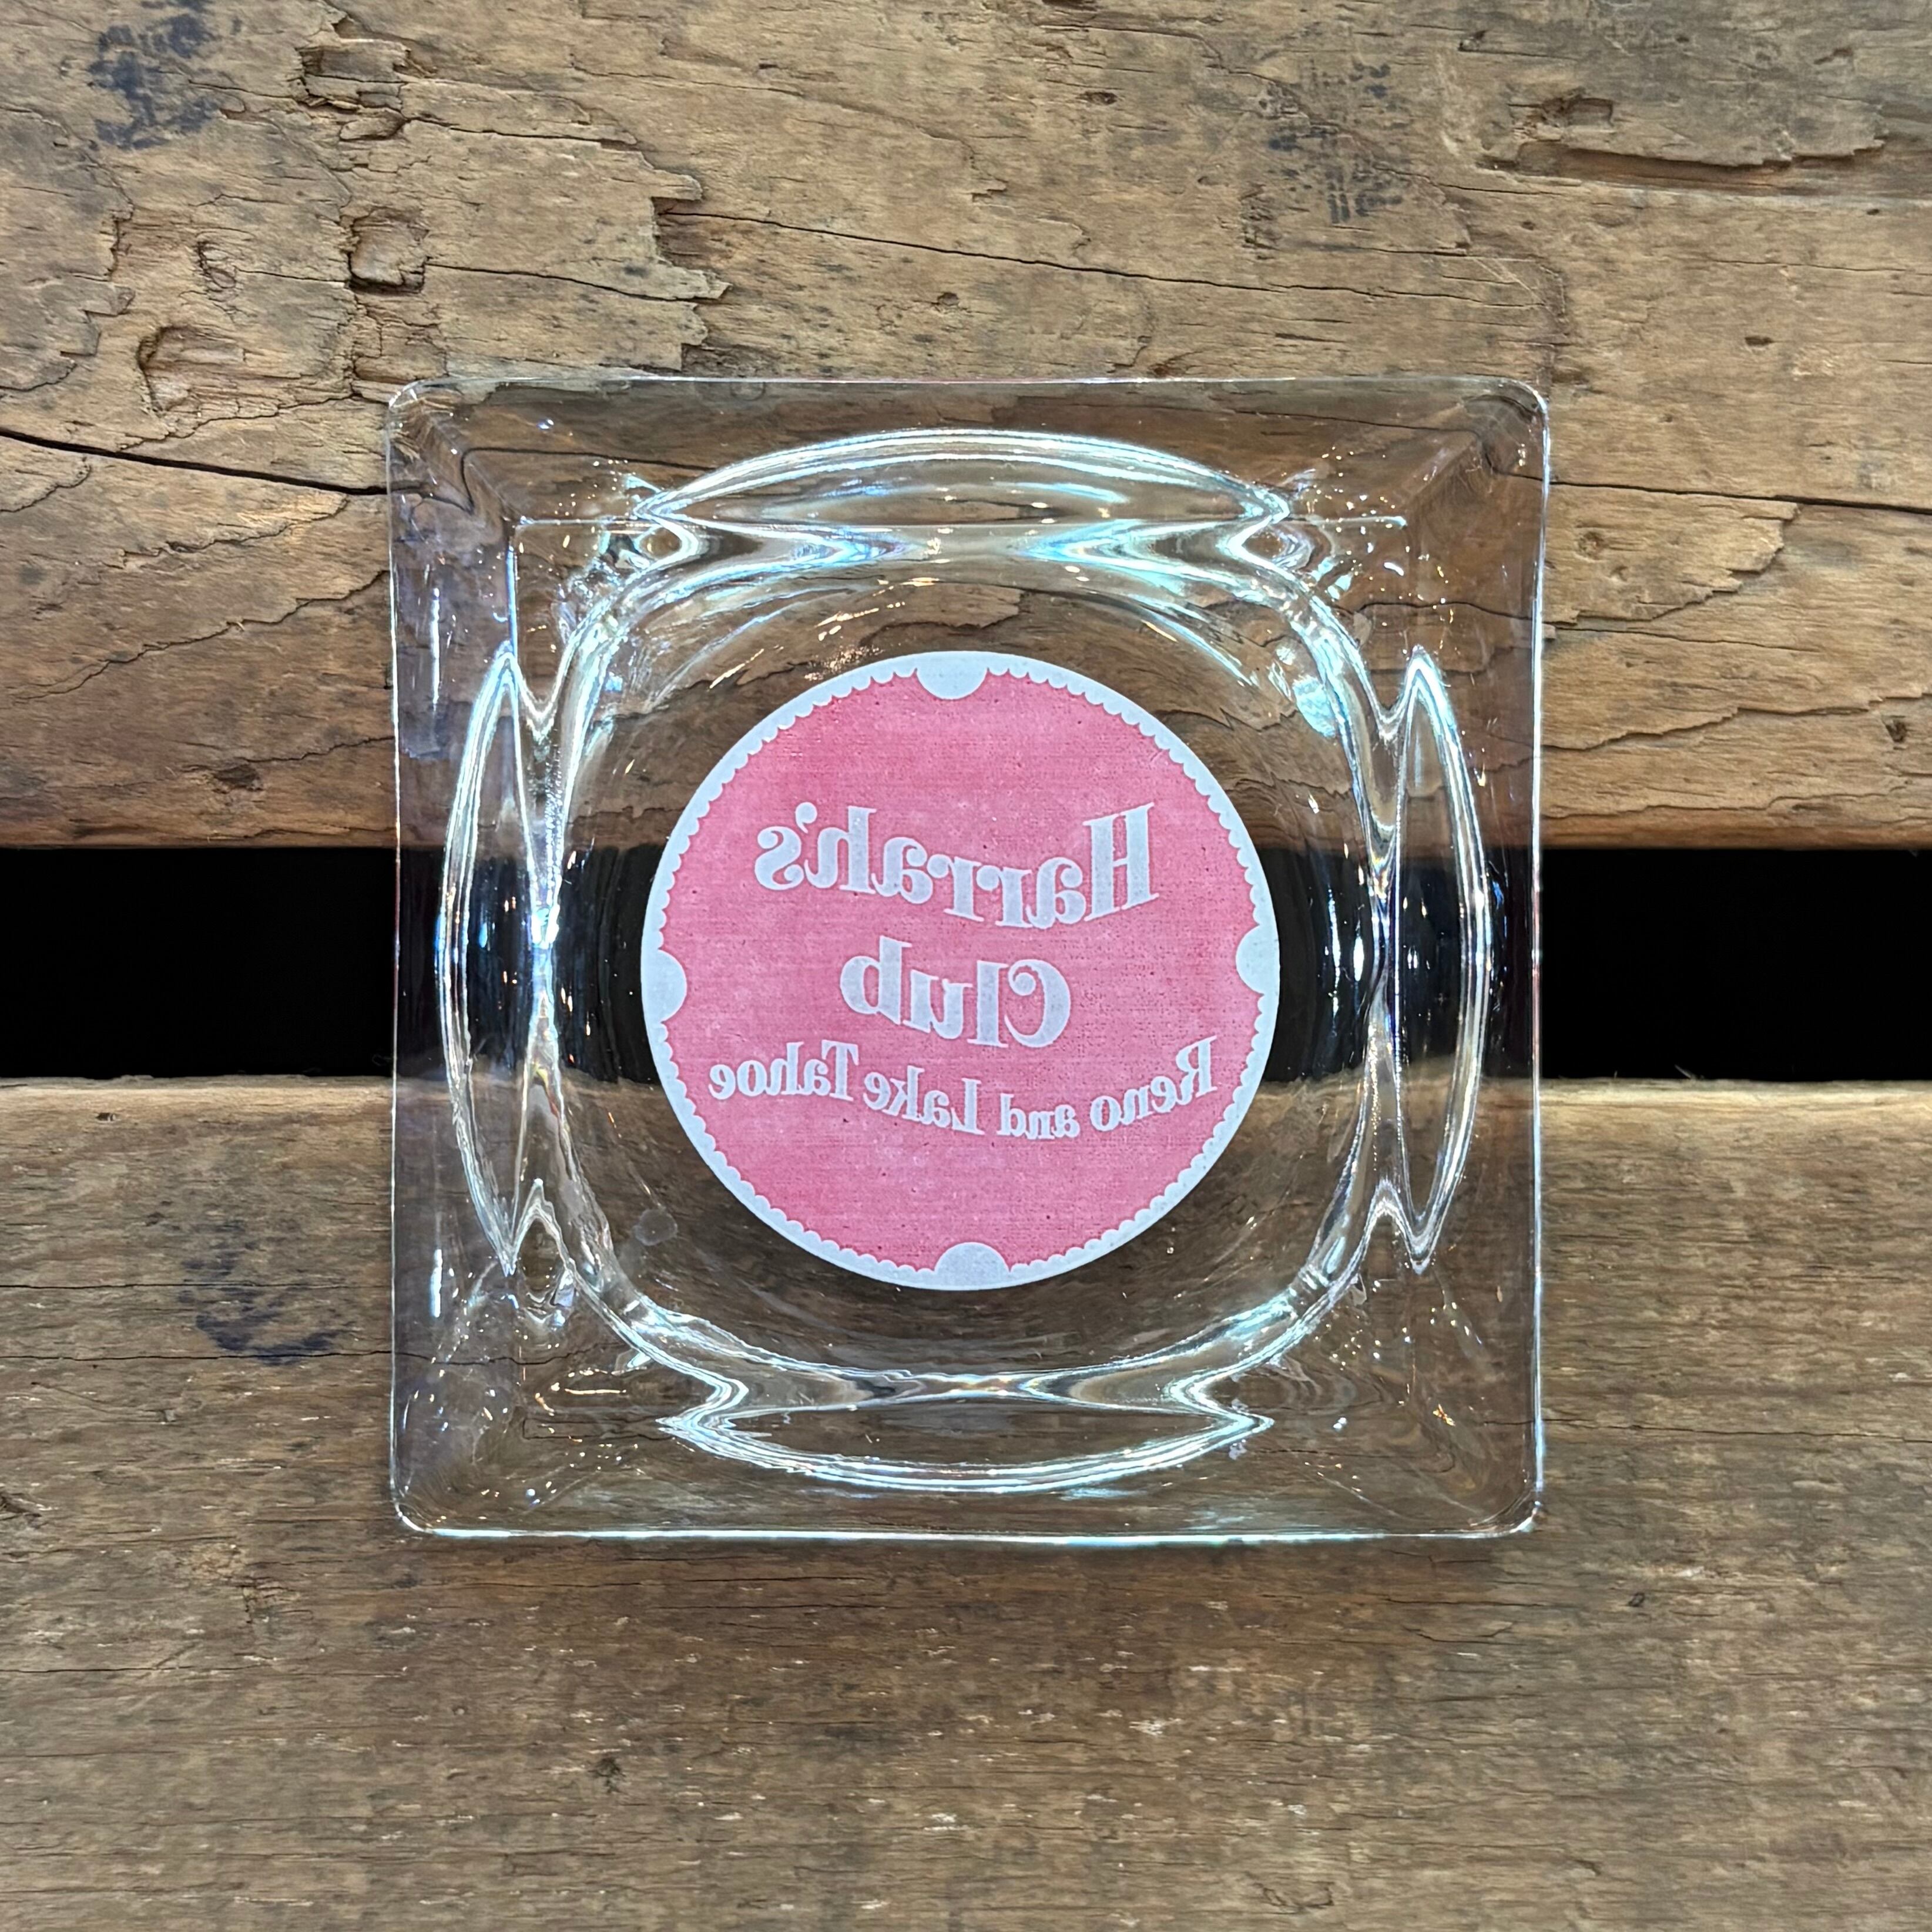 Harrah's
Club
Reno and Lake Tahoe